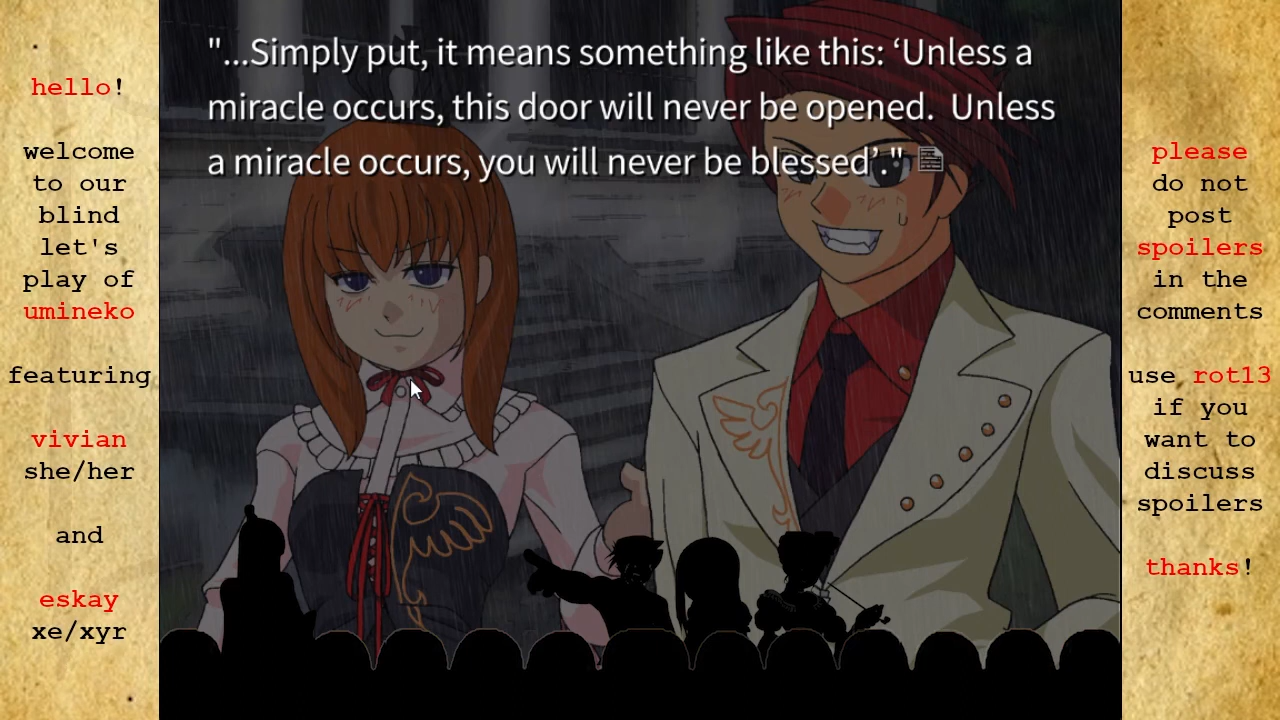 "...Simply put, it means something like this: ‘Unless a
miracle occurs, this door will never be opened.  Unless
a miracle occurs, you will never be blessed’."
hello!
welcome
to our
blind
let's
play of
umineko
featuring
vivian
she/her
and
eskay
xe/xyr
please
do not
post
spoilers
in the
comments
use rot13
if you
want to
discuss
spoilers
thanks!